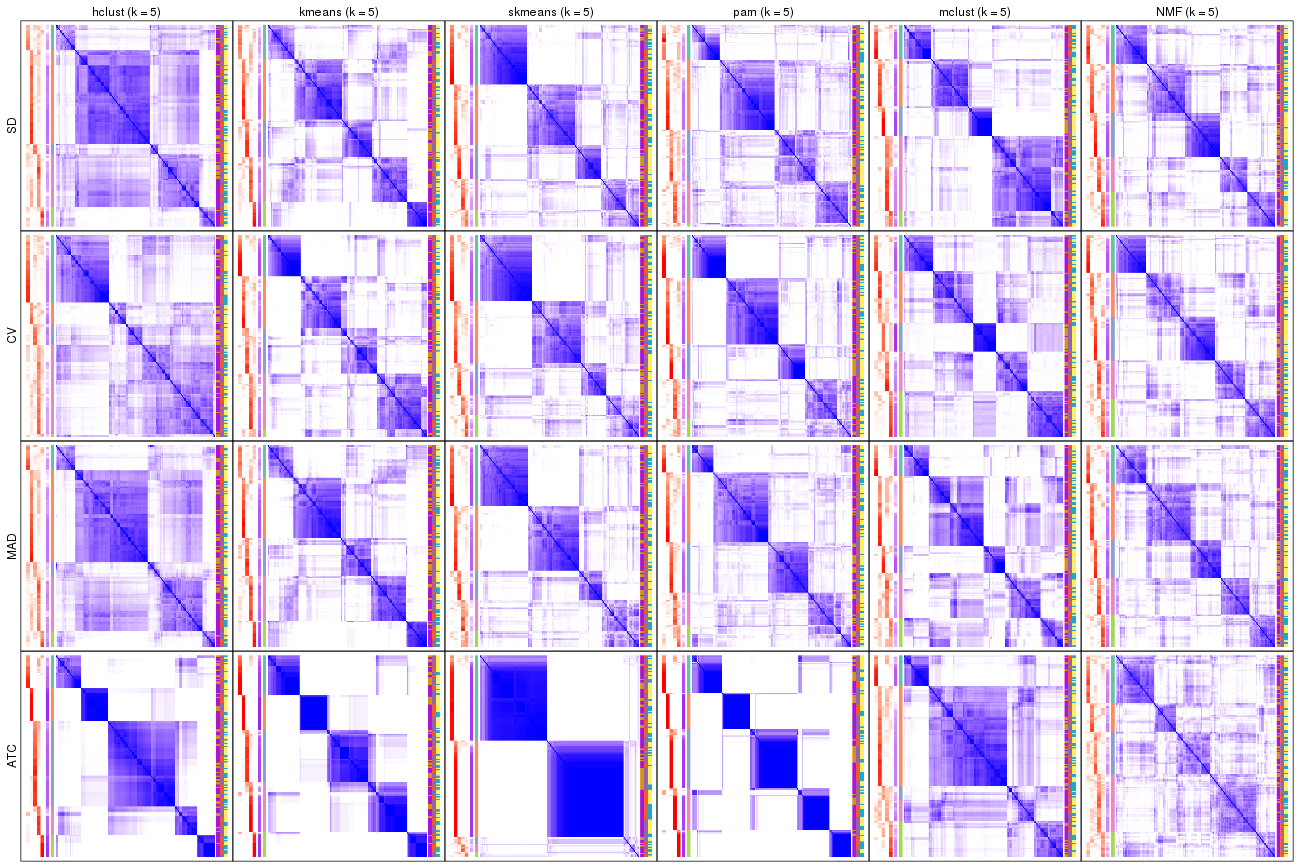 hclust (k = 5) kmeans (k = 5) skmeans (k = 5) pam (k = 5) mclust (k = 5) NMF (k = 5)
SD
CV
MAD
ATC